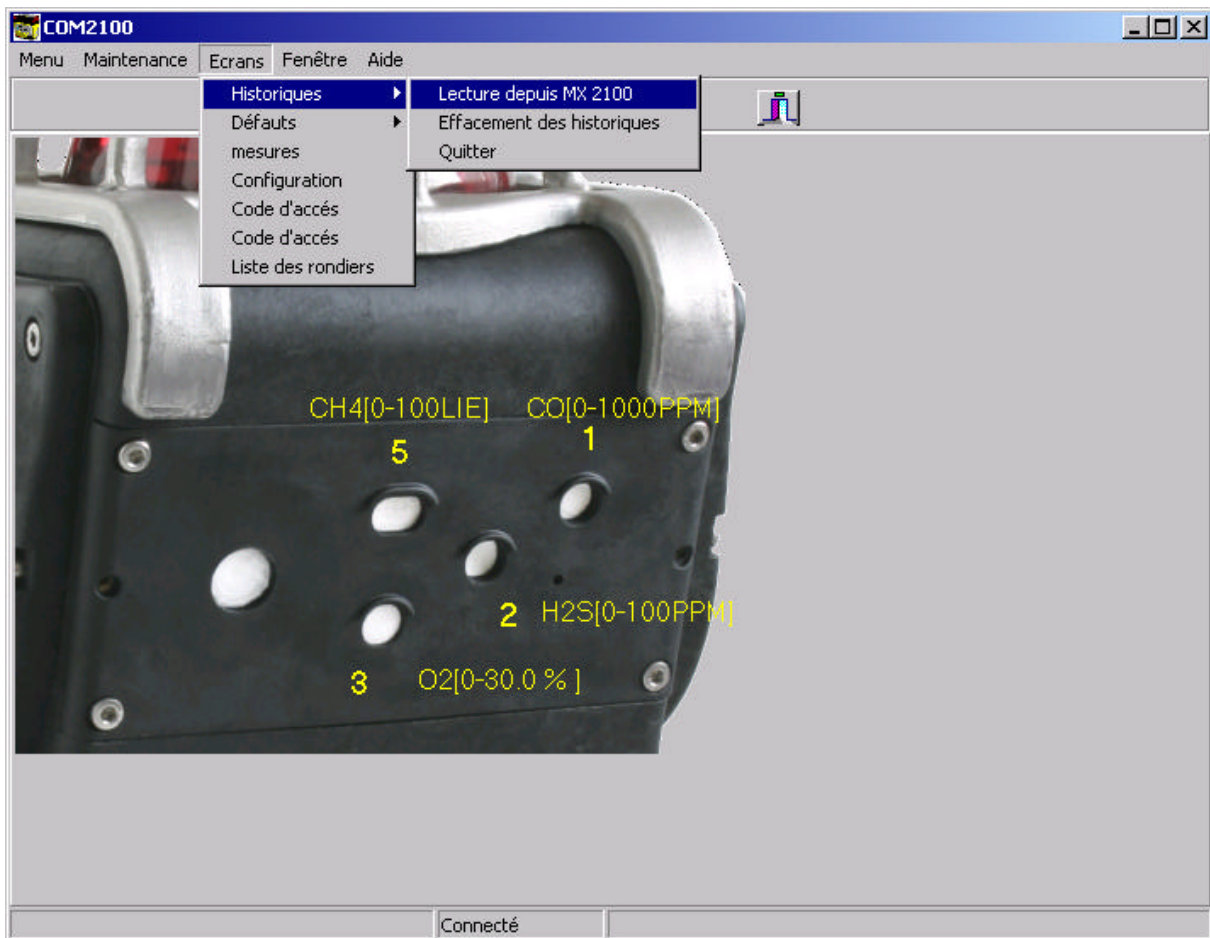 COM2100
Menu Maintenance Ecrans Fenêtre Aide
Historiques Lecture depuis MX 2100
Défauts Effacement des historiques
mesures Quitter
Configuration
Code d'accés
Code d'accés
Liste des rondiers
CH4[0-100LIE] CO[0-1000PPM]
5 1
2 H2S[0-100PPM]
3 O2[0-30.0 % ]
Connecté